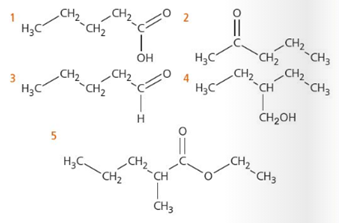 1 H₃C CH₂ CH₂ CH₂ C O OH
2 O H₃C C CH₂ CH₂ CH₃
3 H₃C CH₂ CH₂ CH₂ C O H
4 H₃C CH₂ CH CH₂ CH₃ CH₂OH
5 H₃C CH₂ CH₂ CH CH₃ C O O CH₂ CH₃